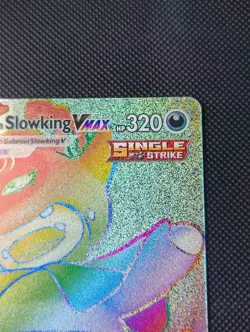 Slowking VMAX HP 320
Galarian Slowking V
SINGLE
STRIKE